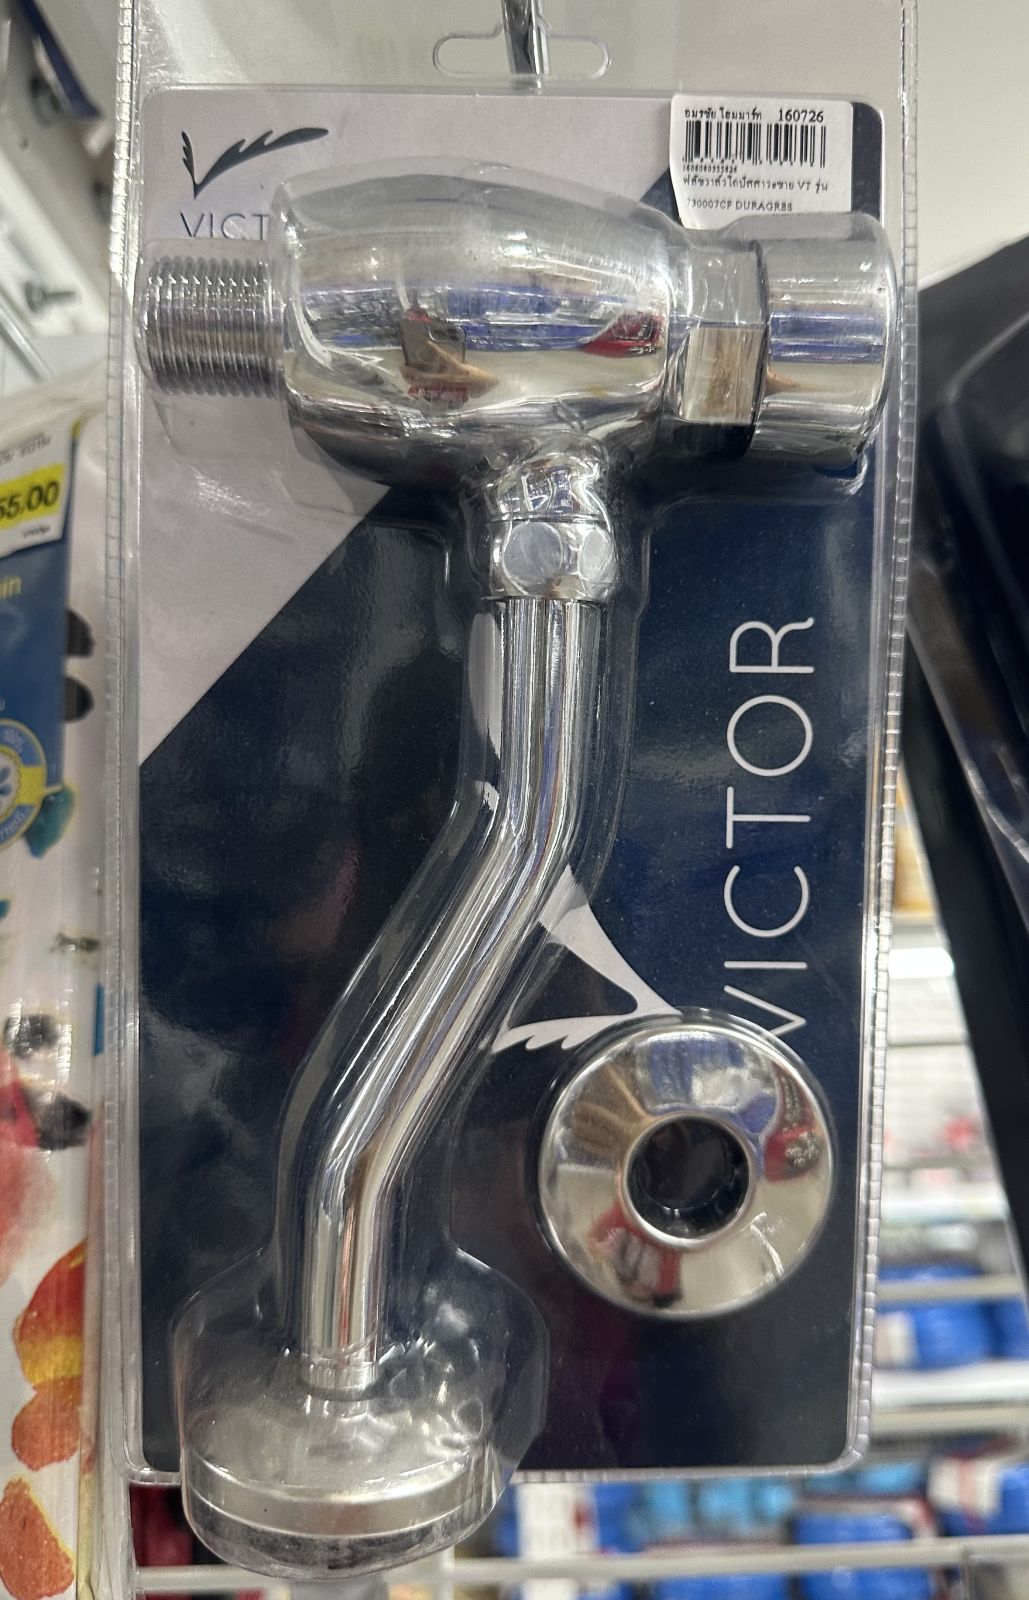 VICT
อมรชัย โฮมมาร์ท 160726
ฟลัชวาล์วโถปัสสาวะชาย VT รุ่น
730007CP DURAGRES
VICTOR
55.00